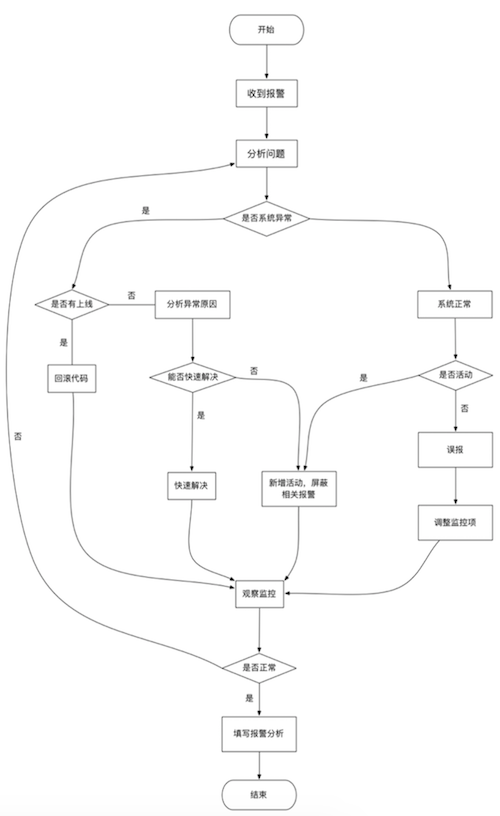 开始
收到报警
分析问题
是否系统异常
是
是否有上线
否
分析异常原因
系统正常
是
回滚代码
能否快速解决
否
是
是否活动
是
否
否
误报
快速解决
新增活动，屏蔽
相关报警
调整监控项
观察监控
是否正常
是
填写报警分析
结束